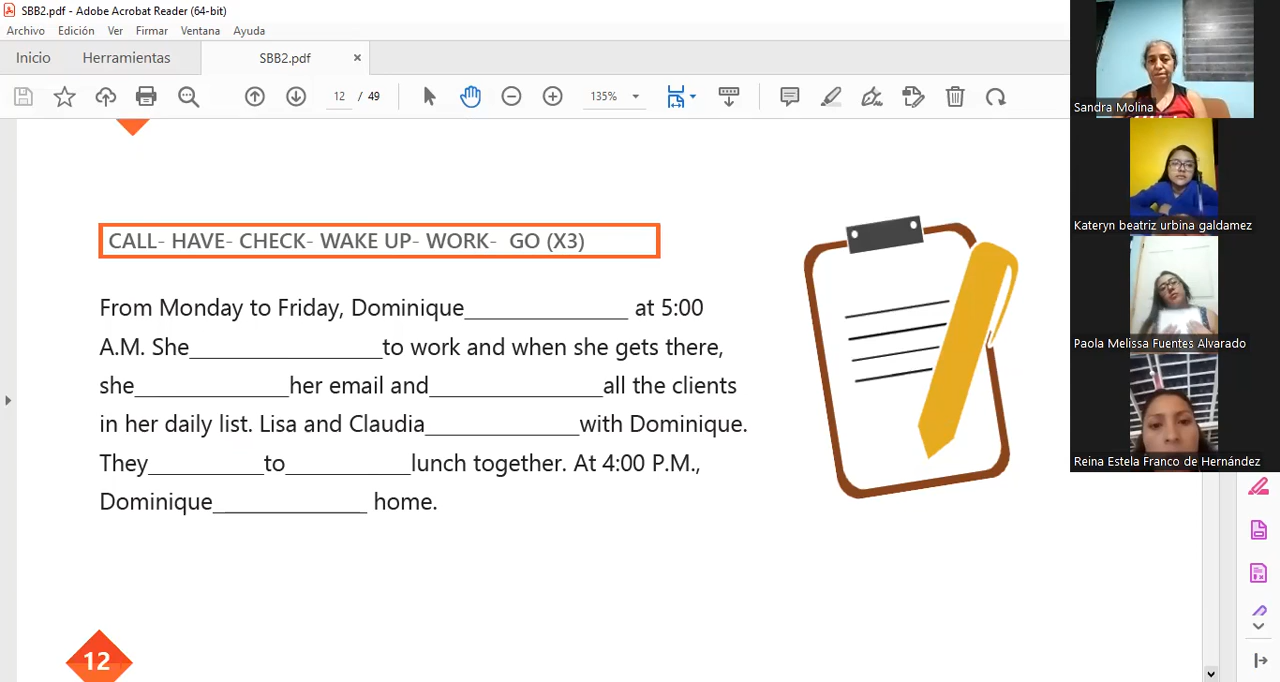 SBB2.pdf - Adobe Acrobat Reader (64-bit)
Archivo Edición Ver Firmar Ventana Ayuda
Inicio Herramientas SBB2.pdf ×
12 / 49 135%
CALL- HAVE- CHECK- WAKE UP- WORK- GO (X3)
From Monday to Friday, Dominique______________ at 5:00
A.M. She________________to work and when she gets there,
she_____________her email and_______________all the clients
in her daily list. Lisa and Claudia_____________with Dominique.
They__________to___________lunch together. At 4:00 P.M.,
Dominique_____________ home.
12
Sandra Molina
Kateryn beatriz urbina galdamez
Paola Melissa Fuentes Alvarado
Reina Estela Franco de Hernández